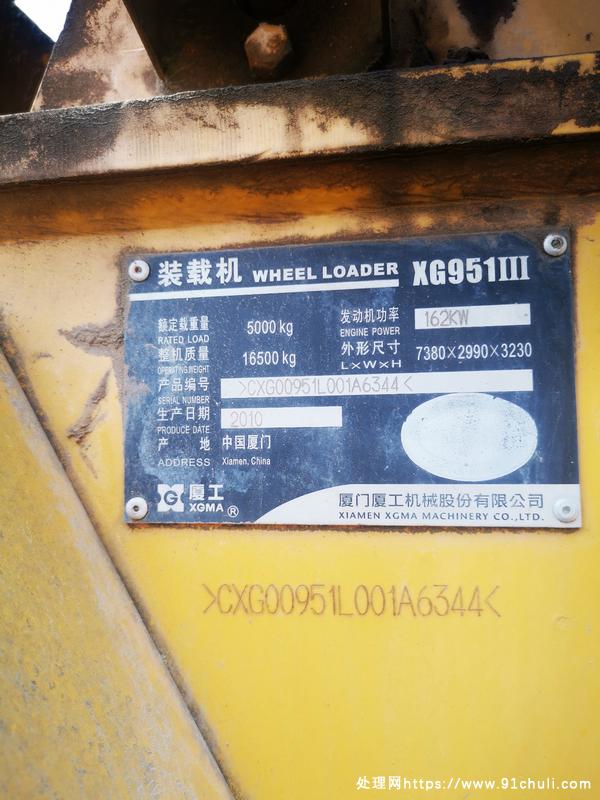 装载机 WHEEL LOADER XG951III
额定载重量 5000kg 发动机功率 162KW
RATED LOAD ENGINE POWER
整机质量 16500kg 外形尺寸 7380×2990×3230
OPERATING WEIGHT L×W×H
产品编号 >CXG00951L001A6344<
SERIAL NUMBER
生产日期 2010
PRODUCE DATE
产 地 中国厦门
ADDRESS Xiamen, China
厦工 厦门厦工机械股份有限公司
XGMA® XIAMEN XGMA MACHINERY CO.,LTD.
>CXG00951L001A6344<
处理网https://www.91chuli.com/